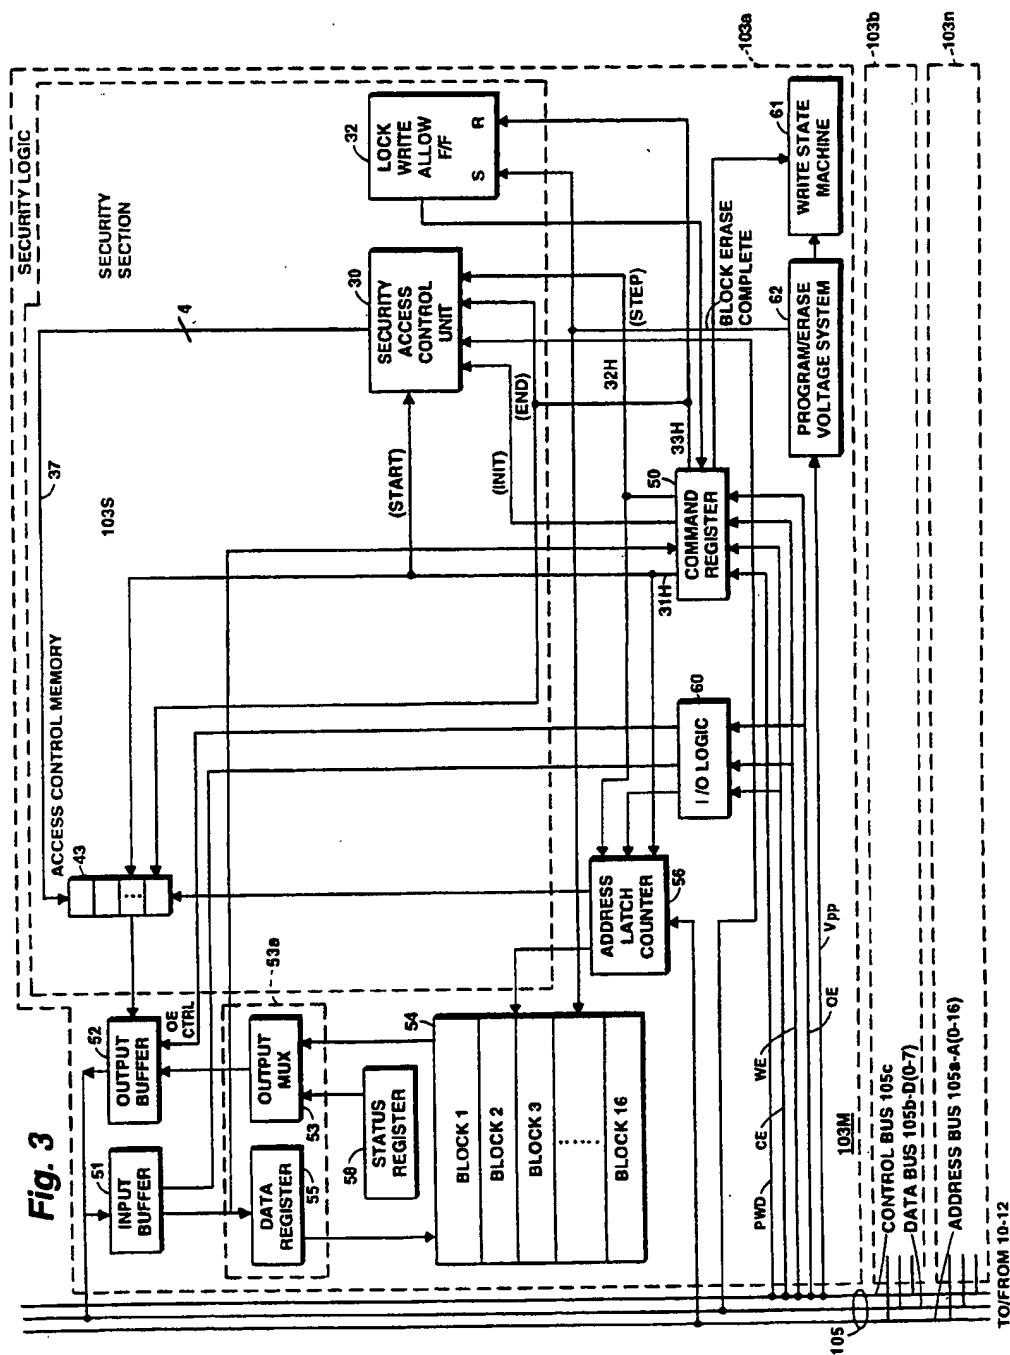 Fig. 3
SECURITY LOGIC
103a
103b
103n
SECURITY
SECTION
103S
ACCESS CONTROL MEMORY
37
4
43
LOCK
WRITE
ALLOW
F/F
S
R
32
SECURITY
ACCESS
CONTROL
UNIT
30
(START)
(INIT)
(END)
(STEP)
BLOCK ERASE
COMPLETE
31H
32H
33H
COMMAND
REGISTER
50
WRITE STATE
MACHINE
61
PROGRAM/ERASE
VOLTAGE SYSTEM
62
I/O LOGIC
60
ADDRESS
LATCH
COUNTER
56
INPUT
BUFFER
51
OUTPUT
BUFFER
52
OE
CTRL
53a
DATA
REGISTER
55
OUTPUT
MUX
53
STATUS
REGISTER
58
54
BLOCK 1
BLOCK 2
BLOCK 3
BLOCK 16
PWD
CE
WE
OE
Vpp
103M
CONTROL BUS 105c
DATA BUS 105b-D(0-7)
ADDRESS BUS 105a-A(0-16)
105
TO/FROM 10-12